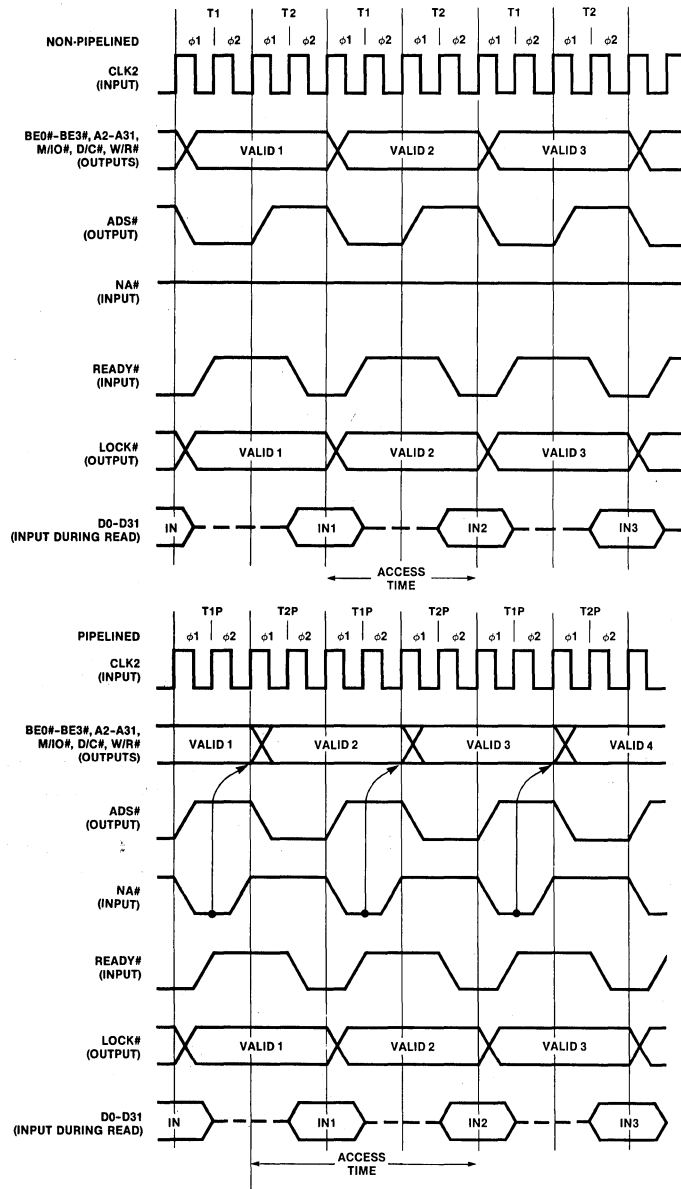 T1 T2 T1 T2 T1 T2
NON-PIPELINED ϕ1 ϕ2 ϕ1 ϕ2 ϕ1 ϕ2 ϕ1 ϕ2 ϕ1 ϕ2 ϕ1 ϕ2
CLK2
(INPUT)
BE0#-BE3#, A2-A31,
M/IO#, D/C#, W/R#
(OUTPUTS)
VALID 1 VALID 2 VALID 3
ADS#
(OUTPUT)
NA#
(INPUT)
READY#
(INPUT)
LOCK#
(OUTPUT)
VALID 1 VALID 2 VALID 3
D0-D31
(INPUT DURING READ)
IN IN1 IN2 IN3
ACCESS
TIME
T1P T2P T1P T2P T1P T2P
PIPELINED ϕ1 ϕ2 ϕ1 ϕ2 ϕ1 ϕ2 ϕ1 ϕ2 ϕ1 ϕ2 ϕ1 ϕ2
CLK2
(INPUT)
BE0#-BE3#, A2-A31,
M/IO#, D/C#, W/R#
(OUTPUTS)
VALID 1 VALID 2 VALID 3 VALID 4
ADS#
(OUTPUT)
NA#
(INPUT)
READY#
(INPUT)
LOCK#
(OUTPUT)
VALID 1 VALID 2 VALID 3
D0-D31
(INPUT DURING READ)
IN IN1 IN2 IN3
ACCESS
TIME